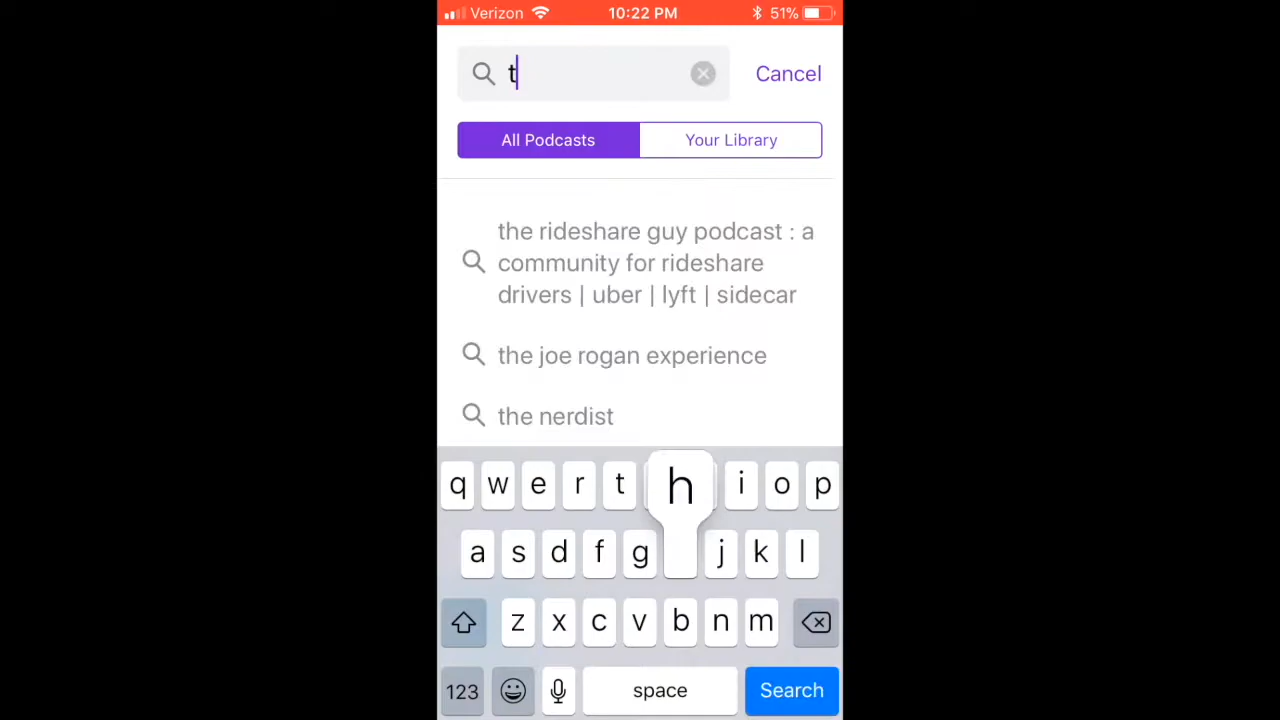 Verizon 10:22 PM 51%
t Cancel
All Podcasts Your Library
the rideshare guy podcast : a
community for rideshare
drivers | uber | lyft | sidecar
the joe rogan experience
the nerdist
q w e r t h i o p
a s d f g j k l
z x c v b n m
123 space Search